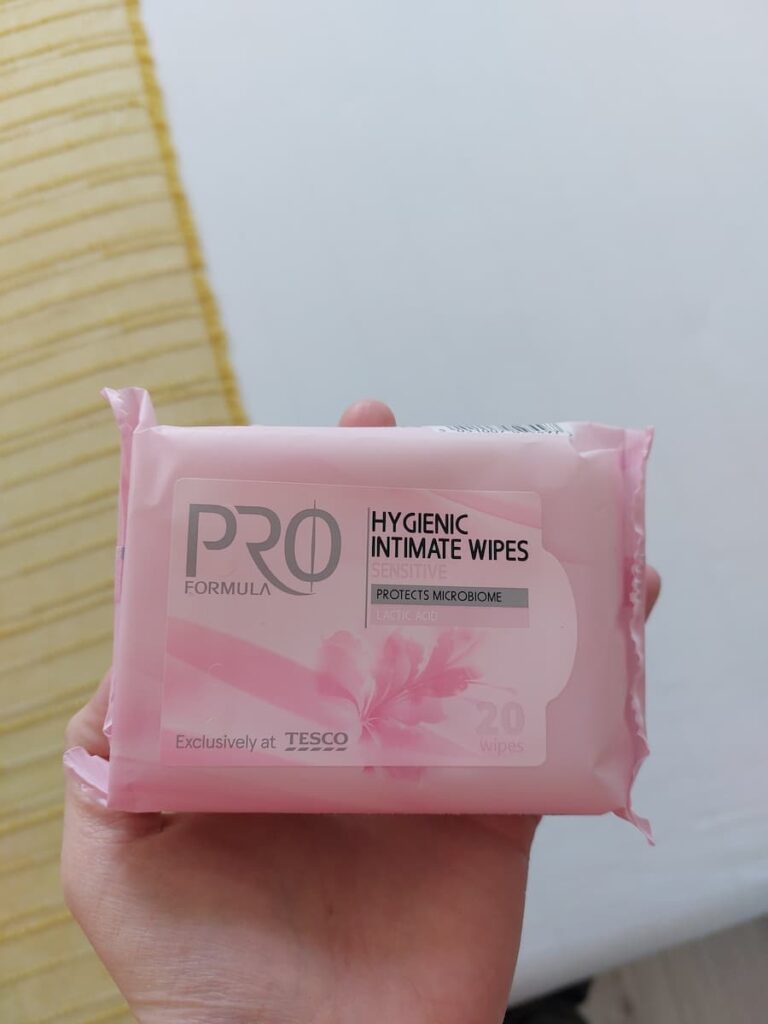 PRO
FORMULA
HYGIENIC
INTIMATE WIPES
SENSITIVE
PROTECTS MICROBIOME
LACTIC ACID
20
wipes
Exclusively at TESCO